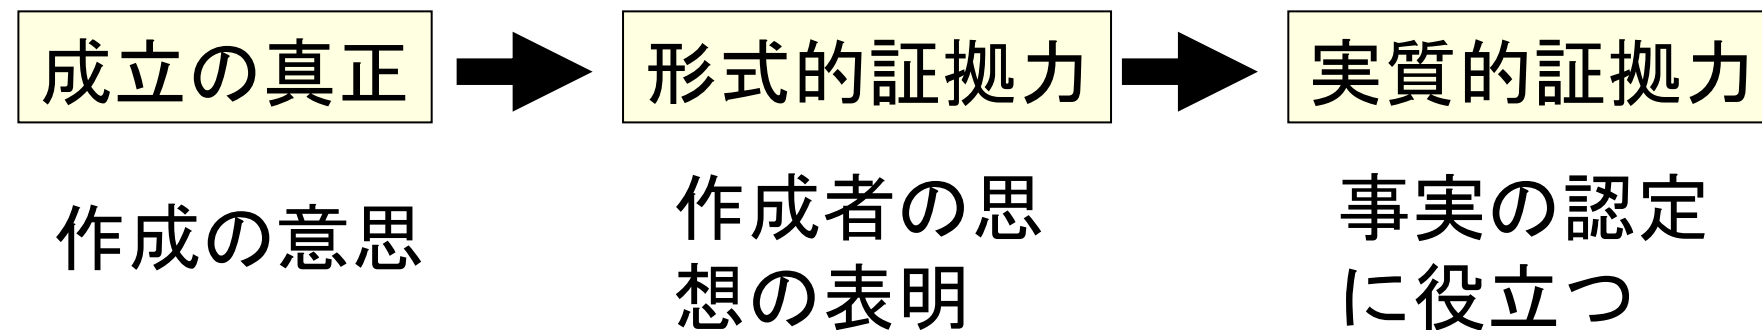 成立の真正
形式的証拠力
実質的証拠力
作成の意思
作成者の思
想の表明
事実の認定
に役立つ